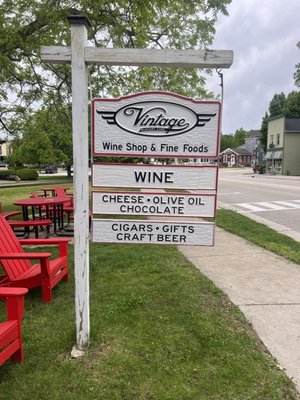 Vintage
Wine Shop & Fine Foods
WINE
CHEESE • OLIVE OIL
CHOCOLATE
CIGARS • GIFTS
CRAFT BEER